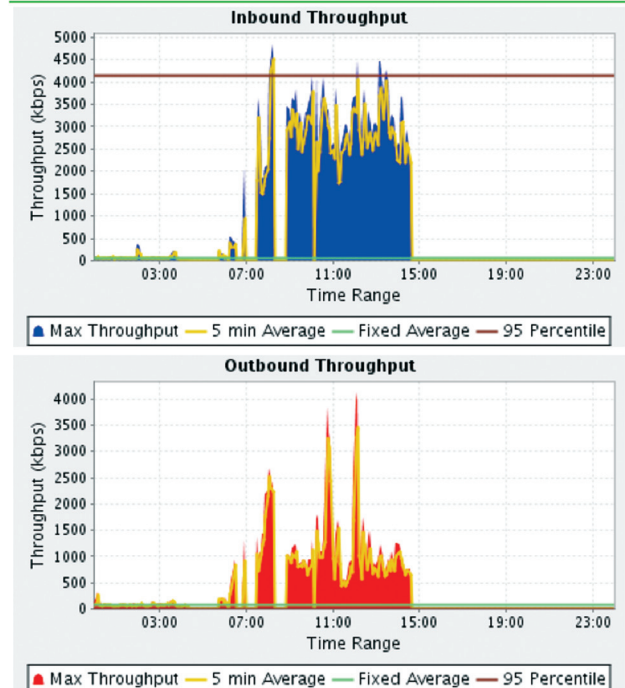 Inbound Throughput
5000
4500
4000
3500
3000
2500
2000
1500
1000
500
0
Throughput (kbps)
03:00 07:00 11:00 15:00 19:00 23:00
Time Range
Max Throughput 5 min Average Fixed Average 95 Percentile
Outbound Throughput
4000
3500
3000
2500
2000
1500
1000
500
0
Throughput (kbps)
03:00 07:00 11:00 15:00 19:00 23:00
Time Range
Max Throughput 5 min Average Fixed Average 95 Percentile